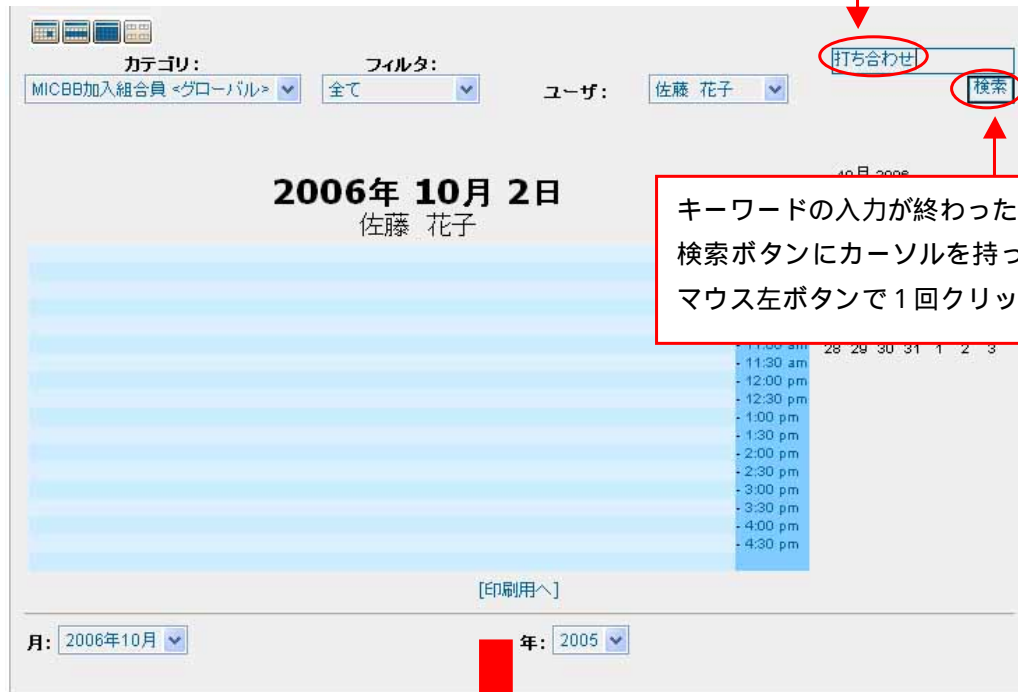 打ち合わせ
カテゴリ:
フィルタ:
MICBB加入組合員 <グローバル>
全て
ユーザ:
佐藤 花子
検索
2006年 10月 2日
佐藤 花子
10月 2006
キーワードの入力が終わった
検索ボタンにカーソルを持っ
マウス左ボタンで1回クリッ
- 11:00 am
28 29 30 31 1 2 3
- 11:30 am
- 12:00 pm
- 12:30 pm
- 1:00 pm
- 1:30 pm
- 2:00 pm
- 2:30 pm
- 3:00 pm
- 3:30 pm
- 4:00 pm
- 4:30 pm
[印刷用へ]
月: 2006年10月
年: 2005